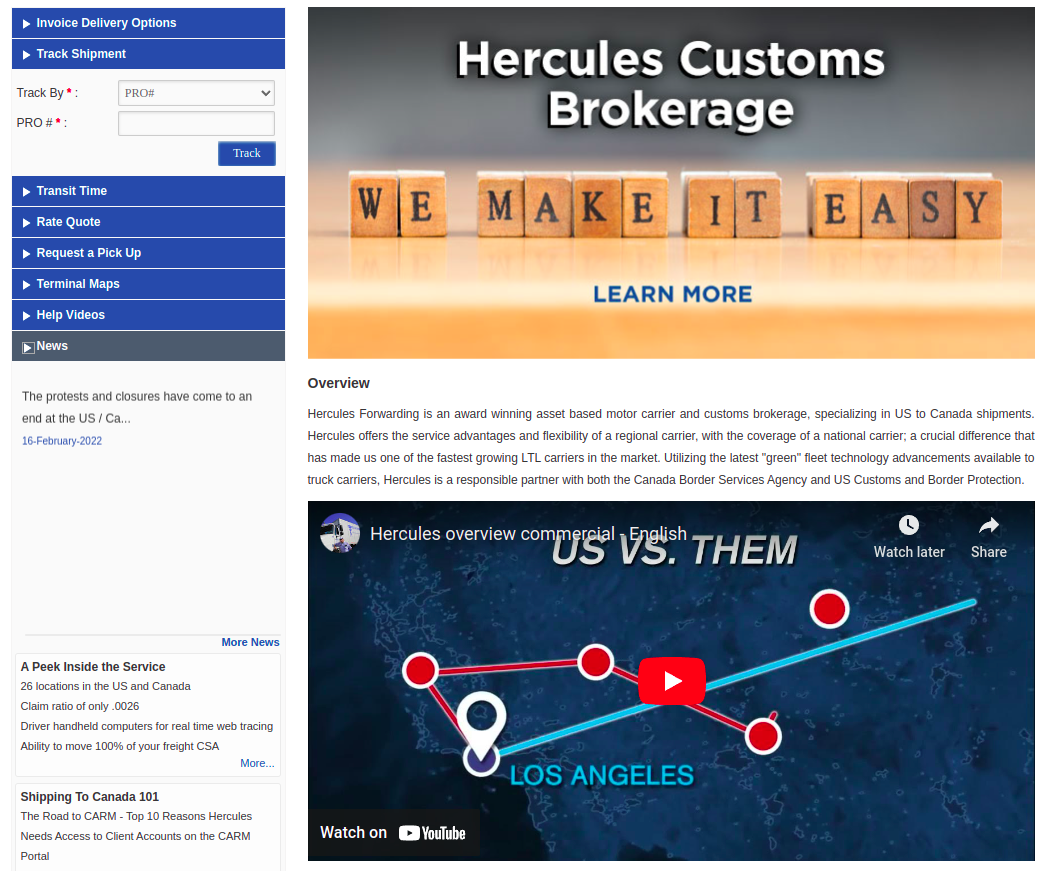 Invoice Delivery Options
Track Shipment
Track By * :
PRO#
PRO # * :
Track
Transit Time
Rate Quote
Request a Pick Up
Terminal Maps
Help Videos
News
The protests and closures have come to an
end at the US / Ca...
16-February-2022
More News
A Peek Inside the Service
26 locations in the US and Canada
Claim ratio of only .0026
Driver handheld computers for real time web tracing
Ability to move 100% of your freight CSA
More...
Shipping To Canada 101
The Road to CARM - Top 10 Reasons Hercules
Needs Access to Client Accounts on the CARM
Portal
Hercules Customs
Brokerage
WE MAKE IT EASY
LEARN MORE
Overview
Hercules Forwarding is an award winning asset based motor carrier and customs brokerage, specializing in US to Canada shipments.
Hercules offers the service advantages and flexibility of a regional carrier, with the coverage of a national carrier; a crucial difference that
has made us one of the fastest growing LTL carriers in the market. Utilizing the latest "green" fleet technology advancements available to
truck carriers, Hercules is a responsible partner with both the Canada Border Services Agency and US Customs and Border Protection.
Hercules overview commercial - English
Watch later
Share
US VS. THEM
LOS ANGELES
Watch on YouTube